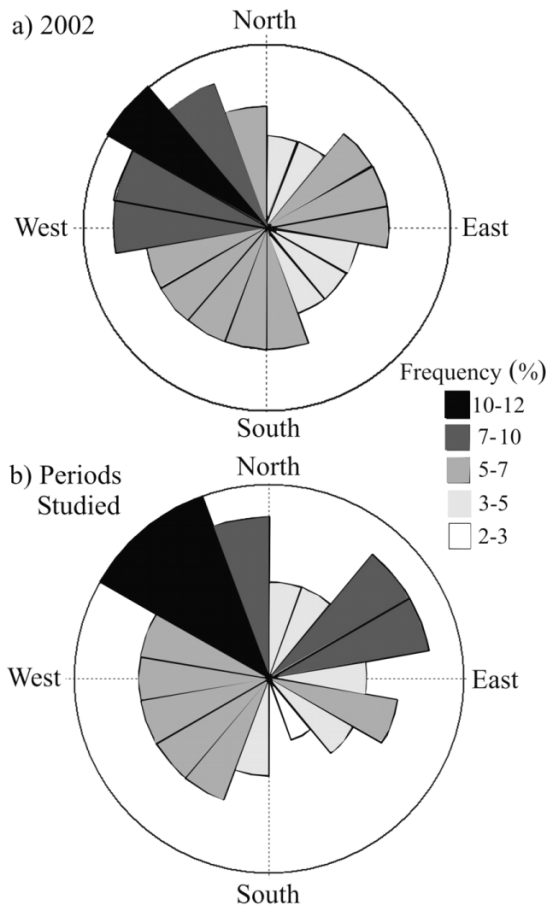 a) 2002
North
West
East
South
Frequency (%)
10-12
7-10
5-7
3-5
2-3
b) Periods
Studied
North
West
East
South